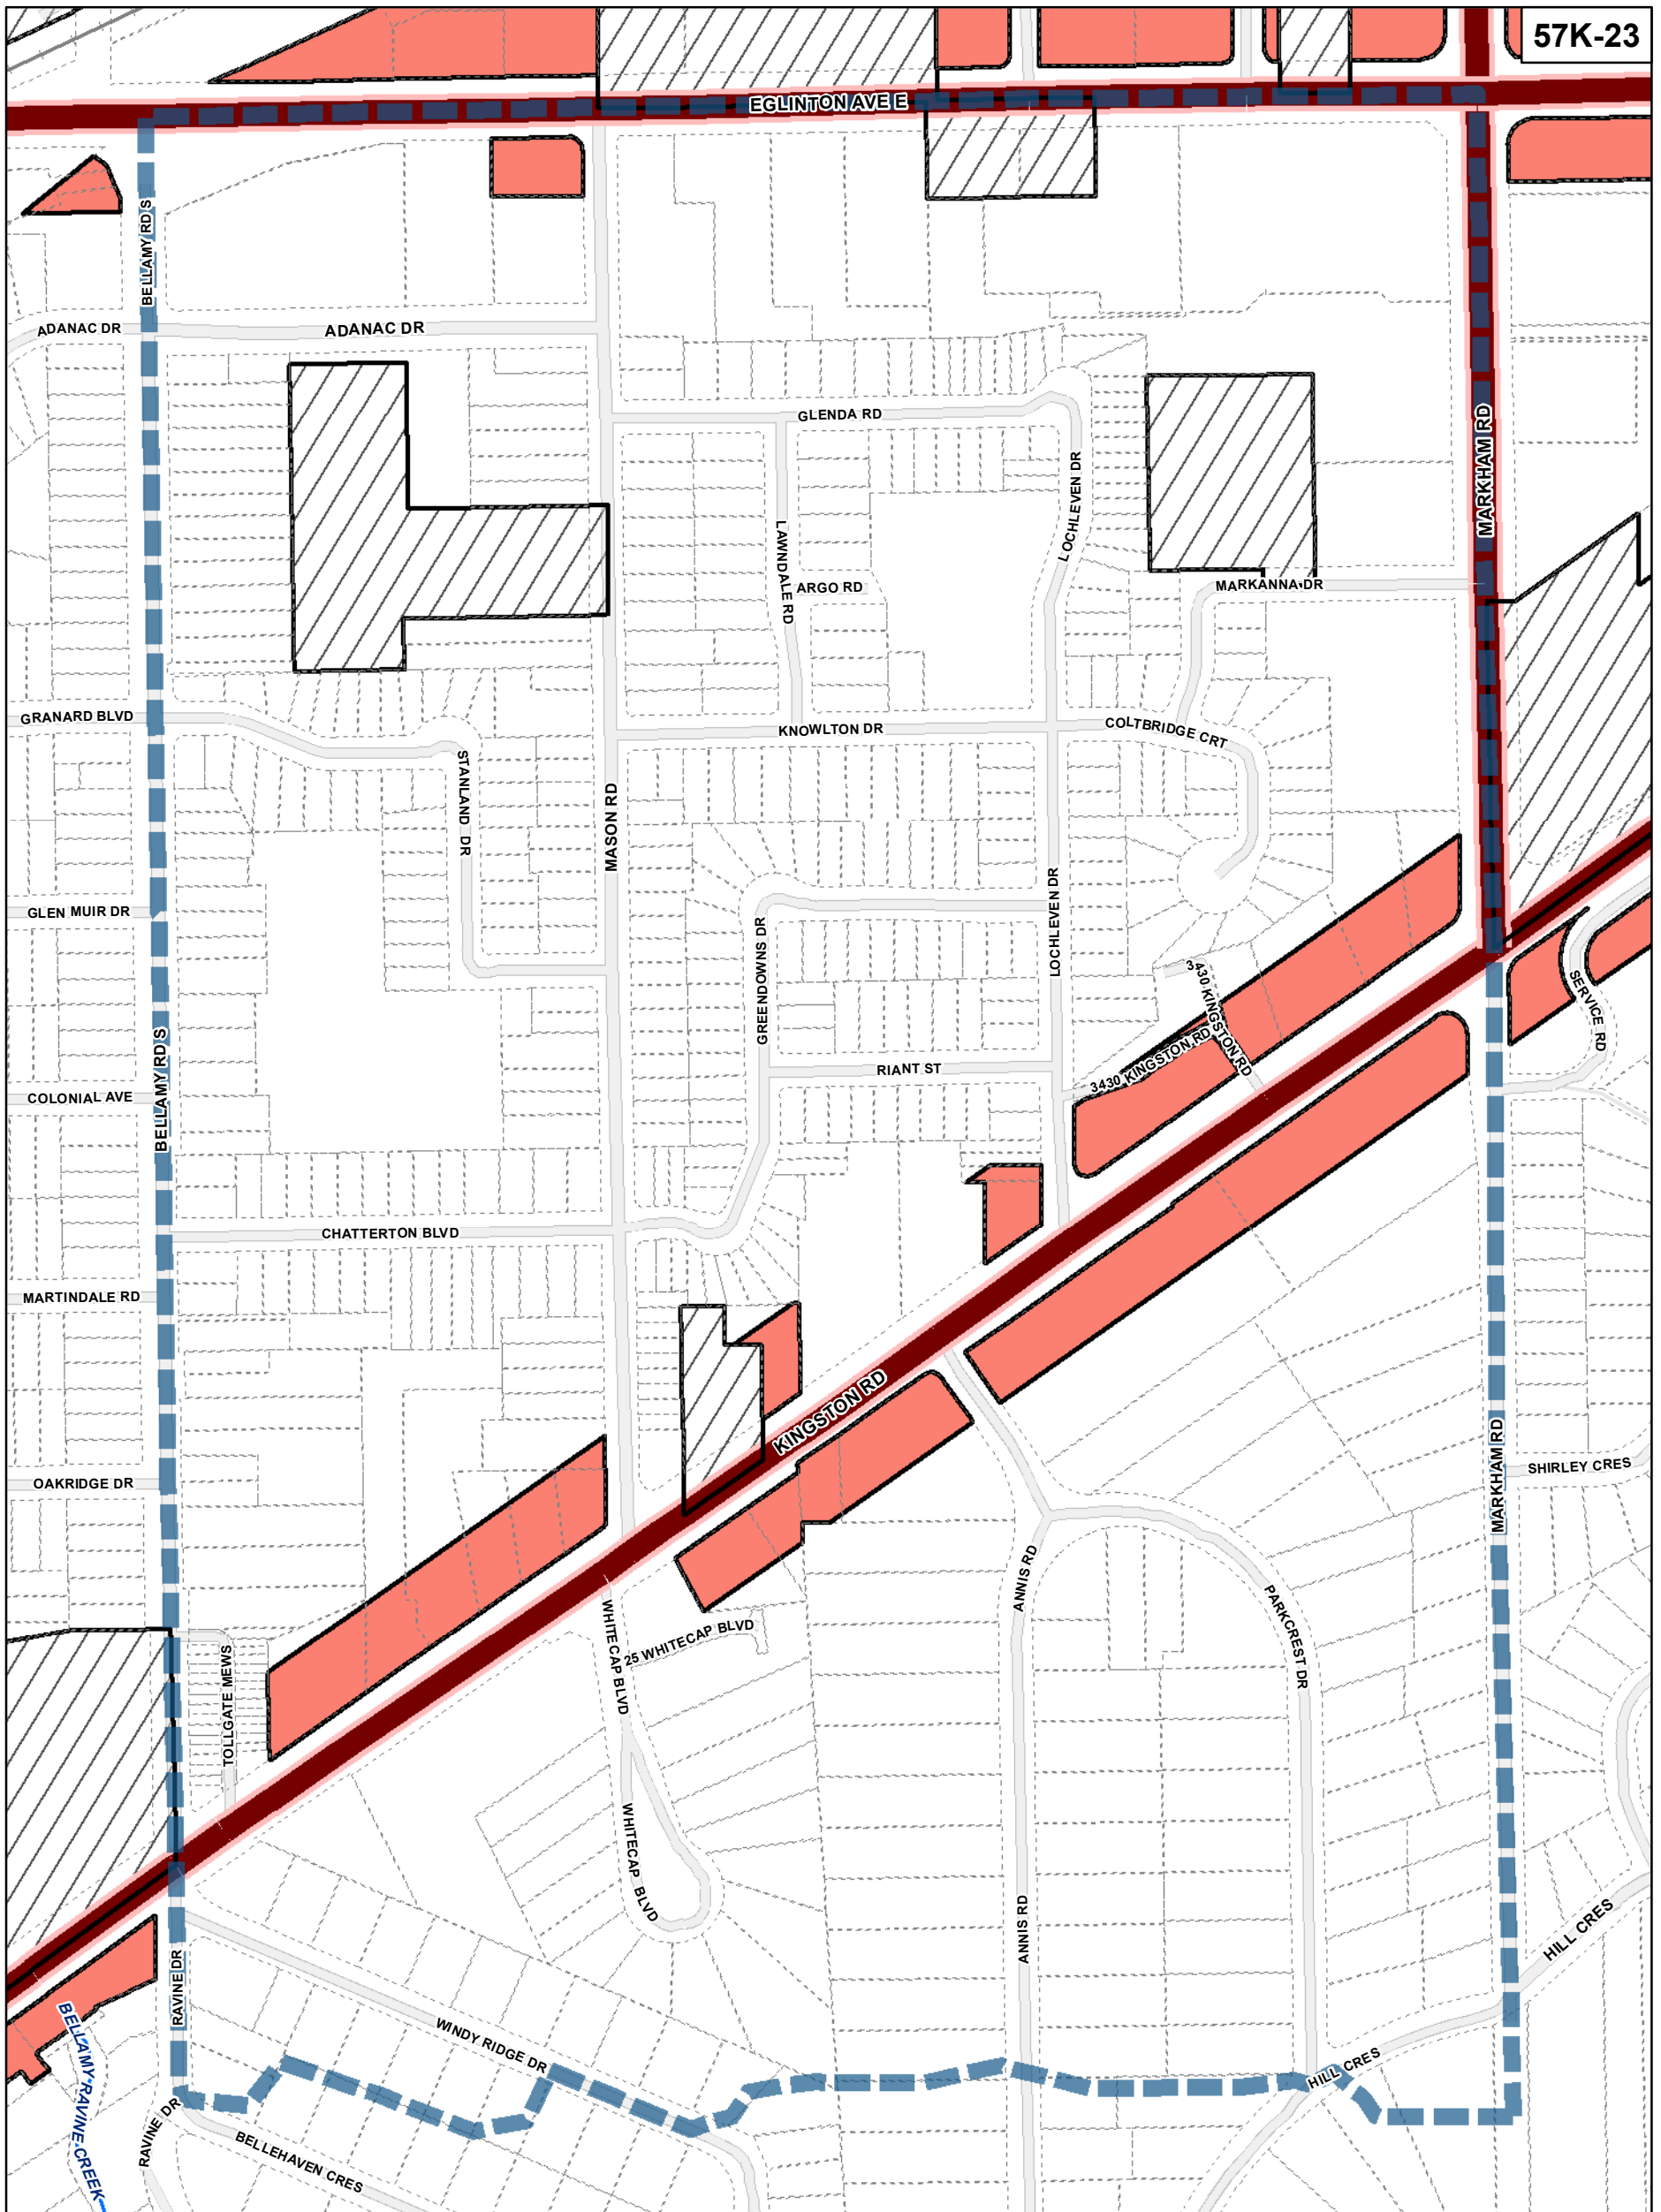 57K-23
EGLINTON AVE E
BELLAMY RD S
ADANAC DR
ADANAC DR
GLENDA RD
MARKHAM RD
LOCHLEVEN DR
LAWNDALE RD
ARGO RD
MARKANNA DR
GRANARD BLVD
KNOWLTON DR
COLTBRIDGE CRT
STANLAND DR
MASON RD
GLEN MUIR DR
GREENDOWNS DR
LOCHLEVEN DR
3430 KINGSTON RD
3430 KINGSTON RD
SERVICE RD
BELLAMY RD S
RIANT ST
COLONIAL AVE
CHATTERTON BLVD
MARTINDALE RD
KINGSTON RD
MARKHAM RD
OAKRIDGE DR
SHIRLEY CRES
ANNIS RD
PARKCREST DR
WHITECAP BLVD
25 WHITECAP BLVD
TOLLGATE MEWS
WHITECAP BLVD
ANNIS RD
HILL CRES
RAVINE DR
WINDY RIDGE DR
HILL CRES
BELLAMY RAVINE CREEK
RAVINE DR
BELLEHAVEN CRES